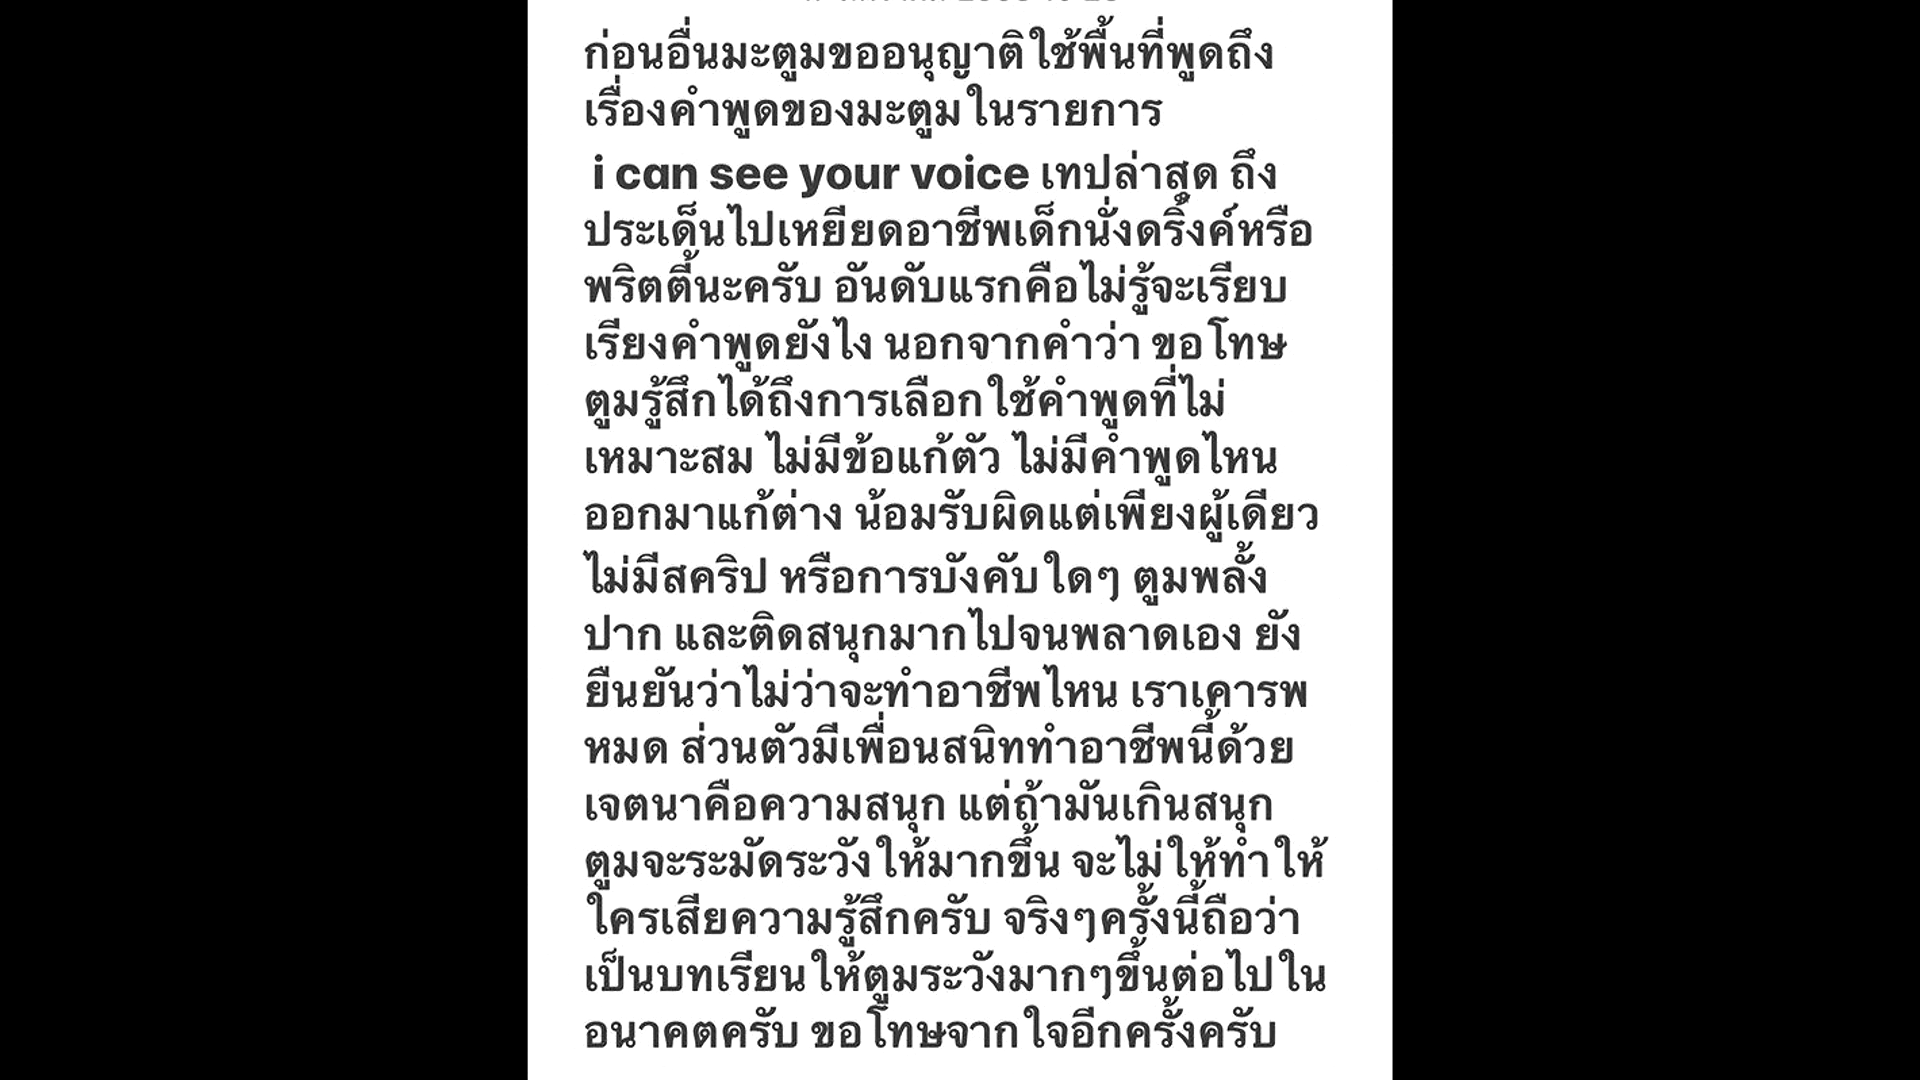 ก่อนอื่นมะตูมขออนุญาติใช้พื้นที่พูดถึง
เรื่องคำพูดของมะตูมในรายการ
i can see your voice เทปล่าสุด ถึง
ประเด็นไปเหยียดอาชีพเด็กนั่งดริ้งค์หรือ
พริตตี้นะครับ อันดับแรกคือไม่รู้จะเรียบ
เรียงคำพูดยังไง นอกจากคำว่า ขอโทษ
ตูมรู้สึกได้ถึงการเลือกใช้คำพูดที่ไม่
เหมาะสม ไม่มีข้อแก้ตัว ไม่มีคำพูดไหน
ออกมาแก้ต่าง น้อมรับผิดแต่เพียงผู้เดียว
ไม่มีสคริป หรือการบังคับใดๆ ตูมพลั้ง
ปาก และติดสนุกมากไปจนพลาดเอง ยัง
ยืนยันว่าไม่ว่าจะทำอาชีพไหน เราเคารพ
หมด ส่วนตัวมีเพื่อนสนิททำอาชีพนี้ด้วย
เจตนาคือความสนุก แต่ถ้ามันเกินสนุก
ตูมจะระมัดระวังให้มากขึ้น จะไม่ให้ทำให้
ใครเสียความรู้สึกครับ จริงๆครั้งนี้ถือว่า
เป็นบทเรียนให้ตูมระวังมากๆขึ้นต่อไปใน
อนาคตครับ ขอโทษจากใจอีกครั้งครับ